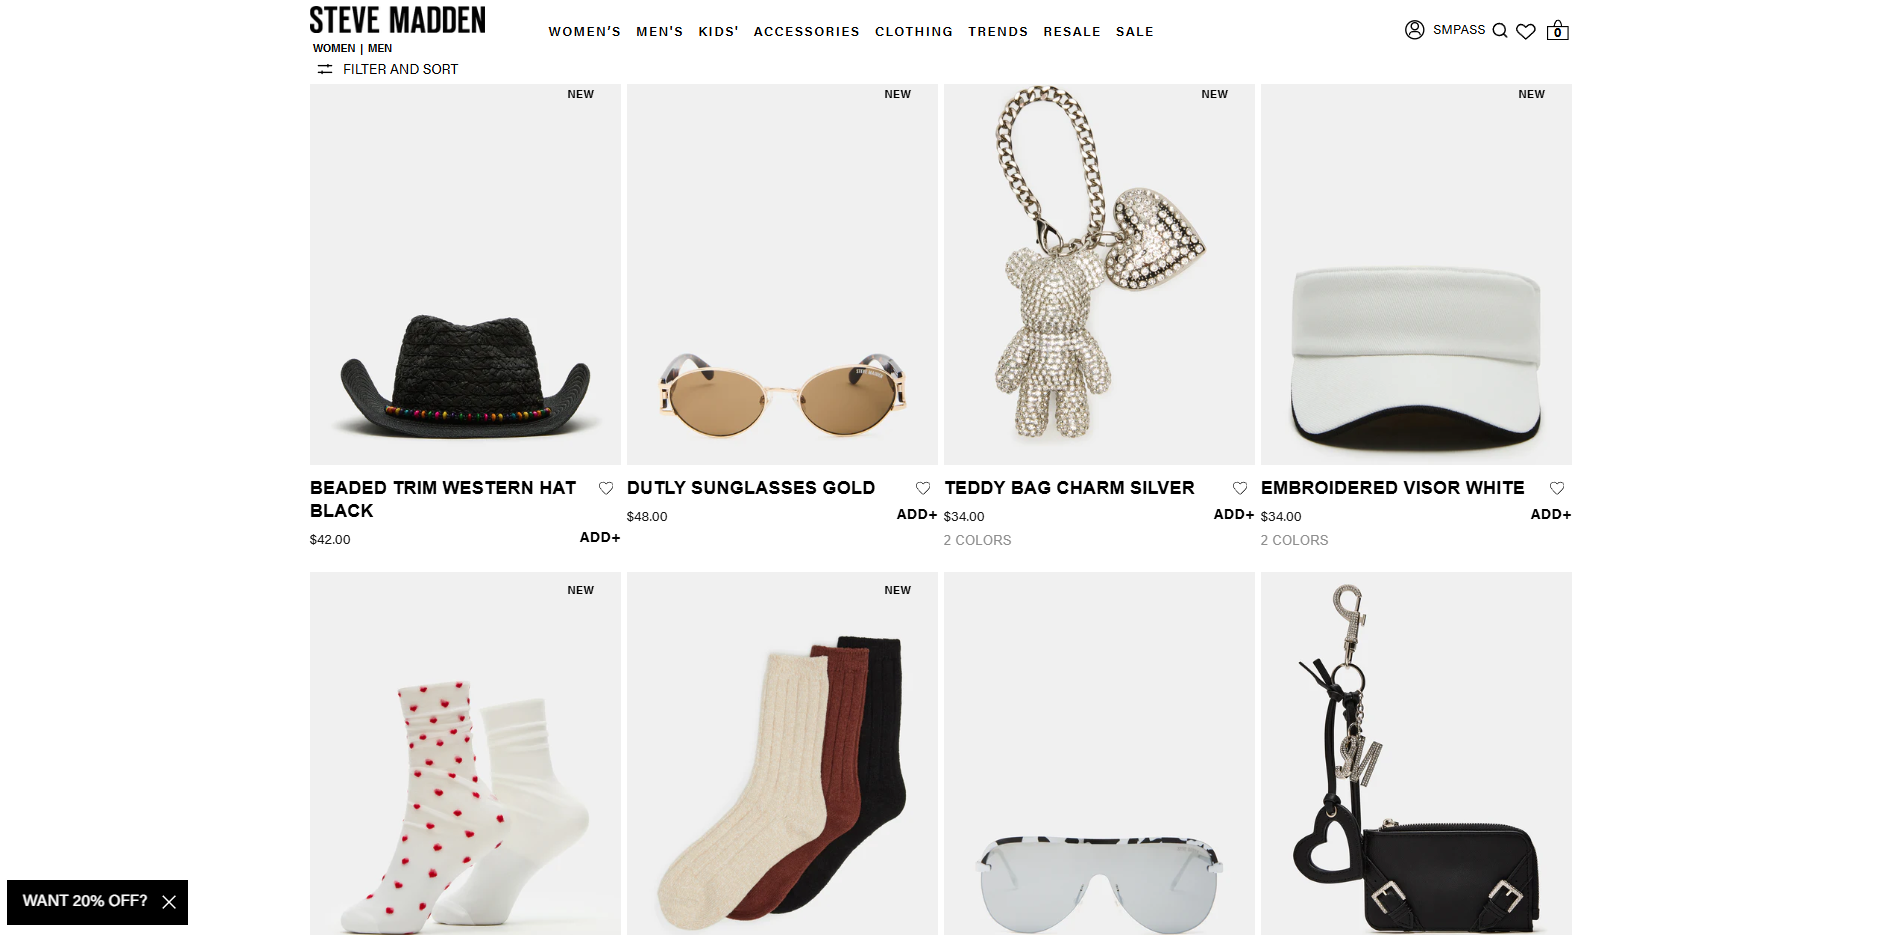 STEVE MADDEN
WOMEN | MEN
WOMEN'S MEN'S KIDS' ACCESSORIES CLOTHING TRENDS RESALE SALE
SMPASS
0
FILTER AND SORT
NEW
NEW
NEW
NEW
STEVE MADDEN
BEADED TRIM WESTERN HAT
BLACK
$42.00
ADD+
DUTLY SUNGLASSES GOLD
$48.00
ADD+
TEDDY BAG CHARM SILVER
$34.00
ADD+
2 COLORS
EMBROIDERED VISOR WHITE
$34.00
ADD+
2 COLORS
NEW
NEW
SM
WANT 20% OFF?